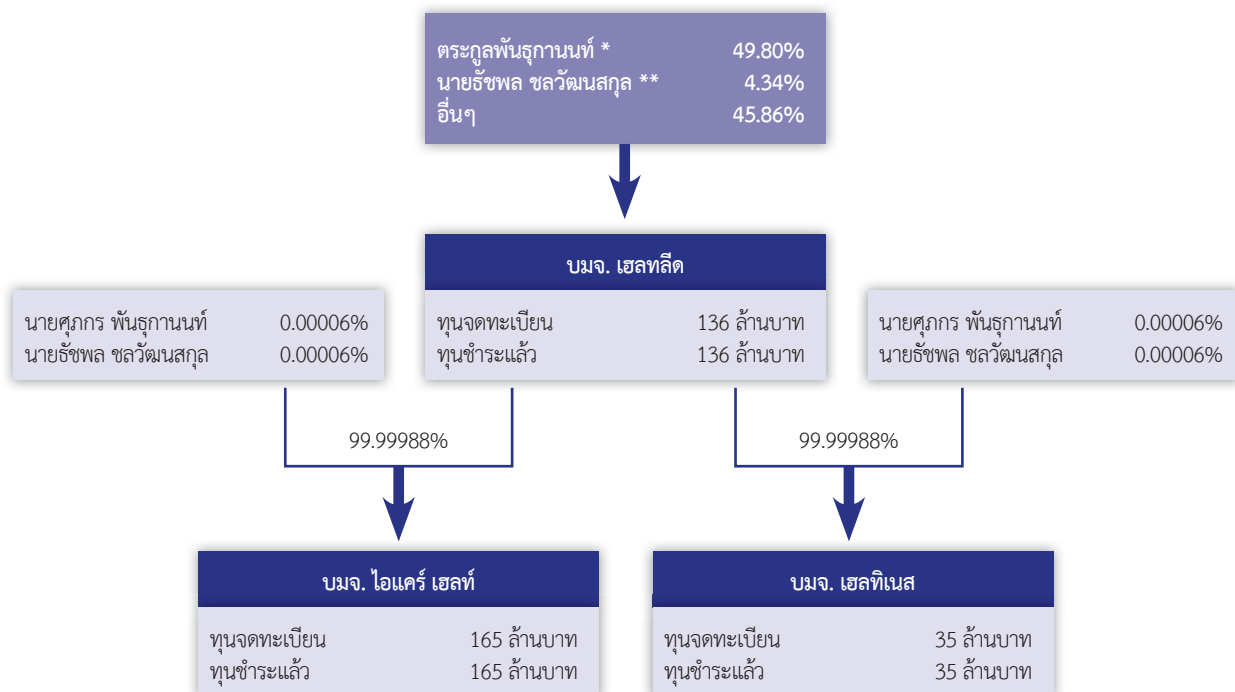 ตระกูลพันธุกานนท์ * 49.80%
นายธัชพล ชลวัฒนสกุล ** 4.34%
อื่นๆ 45.86%
บมจ. เฮลทลีด
ทุนจดทะเบียน 136 ล้านบาท
ทุนชำระแล้ว 136 ล้านบาท
นายศุภกร พันธุกานนท์ 0.00006%
นายธัชพล ชลวัฒนสกุล 0.00006%
นายศุภกร พันธุกานนท์ 0.00006%
นายธัชพล ชลวัฒนสกุล 0.00006%
99.99988%
99.99988%
บมจ. ไอแคร์ เฮลท์
ทุนจดทะเบียน 165 ล้านบาท
ทุนชำระแล้ว 165 ล้านบาท
บมจ. เฮลทิเนส
ทุนจดทะเบียน 35 ล้านบาท
ทุนชำระแล้ว 35 ล้านบาท